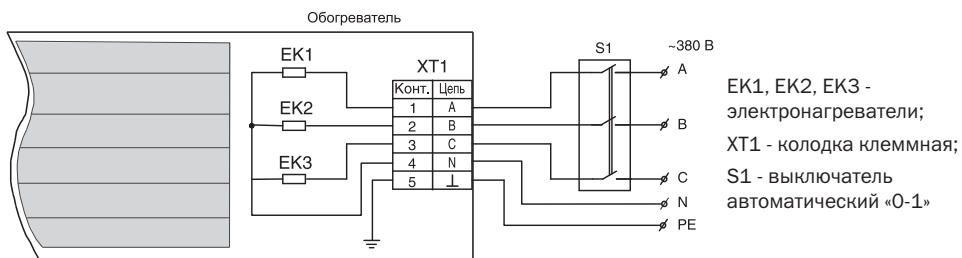 Обогреватель
EK1
EK2
EK3
XT1
Конт. Цепь
1 A
2 B
3 C
4 N
5 ⊥
S1
~380 В
A
B
C
N
PE
EK1, EK2, EK3 -
электронагреватели;
XT1 - колодка клеммная;
S1 - выключатель
автоматический «0-1»